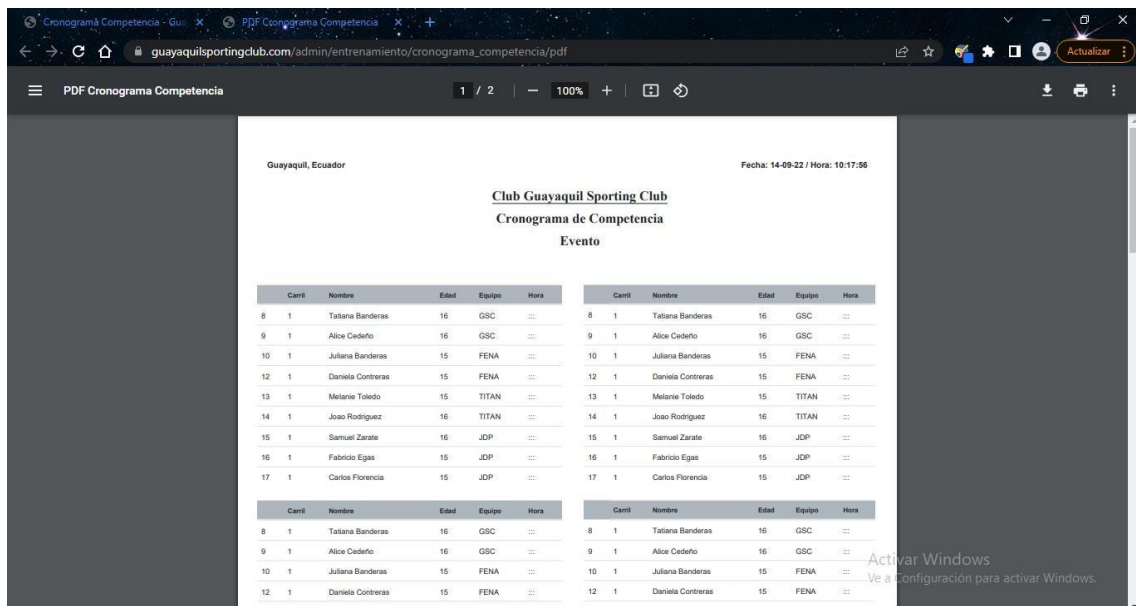 Cronograma Competencia - Gua
PDF Cronograma Competencia
guayaquilsportingclub.com/admin/entrenamiento/cronograma_competencia/pdf
Actualizar
PDF Cronograma Competencia
1 / 2
100%
Guayaquil, Ecuador
Fecha: 14-09-22 / Hora: 10:17:56
Club Guayaquil Sporting Club
Cronograma de Competencia
Evento
Carril Nombre Edad Equipo Hora
8 1 Tatiana Banderas 16 GSC :::
9 1 Alice Cedeño 16 GSC :::
10 1 Juliana Banderas 15 FENA :::
12 1 Daniela Contreras 15 FENA :::
13 1 Melanie Toledo 15 TITAN :::
14 1 Joao Rodriguez 16 TITAN :::
15 1 Samuel Zarate 16 JDP :::
16 1 Fabricio Egas 15 JDP :::
17 1 Carlos Florencia 15 JDP :::
Carril Nombre Edad Equipo Hora
8 1 Tatiana Banderas 16 GSC :::
9 1 Alice Cedeño 16 GSC :::
10 1 Juliana Banderas 15 FENA :::
12 1 Daniela Contreras 15 FENA :::
13 1 Melanie Toledo 15 TITAN :::
14 1 Joao Rodriguez 16 TITAN :::
15 1 Samuel Zarate 16 JDP :::
16 1 Fabricio Egas 15 JDP :::
17 1 Carlos Florencia 15 JDP :::
Carril Nombre Edad Equipo Hora
8 1 Tatiana Banderas 16 GSC :::
9 1 Alice Cedeño 16 GSC :::
10 1 Juliana Banderas 15 FENA :::
12 1 Daniela Contreras 15 FENA :::
Carril Nombre Edad Equipo Hora
8 1 Tatiana Banderas 16 GSC :::
9 1 Alice Cedeño 16 GSC :::
10 1 Juliana Banderas 15 FENA :::
12 1 Daniela Contreras 15 FENA :::
Activar Windows
Ve a Configuración para activar Windows.